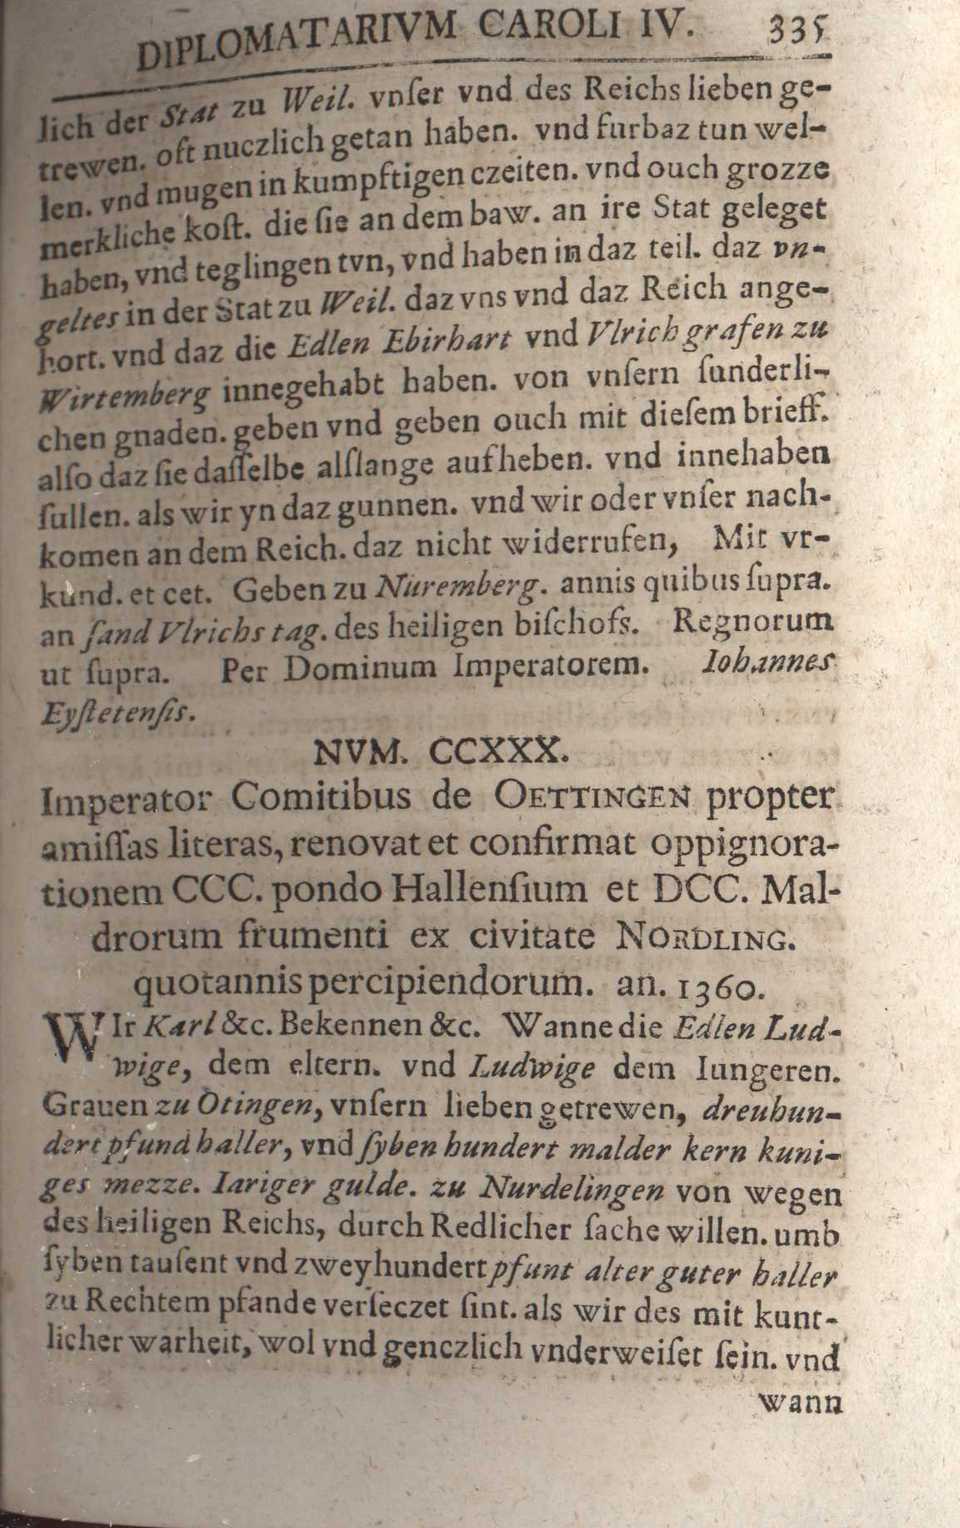 DIPLOMATARIVM CAROLI IV. 335
lich der Stat zu Weil. vnſer vnd des Reichs lieben ge-
trewen. oft nuczlich getan haben. vnd furbaz tun wel-
len. vnd mugen in kumpftigen czeiten. vnd ouch grozze
merkliche koſt. die ſie an dem baw. an ire Stat geleget
haben, vnd teglingen tvn, vnd haben in daz teil. daz vn-
geltes in der Stat zu Weil. daz vns vnd daz Reich ange-
hort. vnd daz die Edlen Ebirhart vnd Vlrich grafen zu
Wirtemberg innegehabt haben. von vnſern ſunderli-
chen gnaden. geben vnd geben ouch mit dieſem brieff.
alſo daz ſie daſſelbe alſlange aufheben. vnd innehaben
ſullen. als wir yn daz gunnen. vnd wir oder vnſer nach-
komen an dem Reich. daz nicht widerrufen, Mit vr-
kund. et cet. Geben zu Nuremberg. annis quibus ſupra.
an ſand Vlrichs tag. des heiligen biſchofs. Regnorum
ut ſupra. Per Dominum Imperatorem. Iohannes
Eyſtetenſis.
NVM. CCXXX.
Imperator Comitibus de OETTINGEN propter
amiſſas literas, renovat et confirmat oppignora-
tionem CCC. pondo Hallenſium et DCC. Mal-
drorum frumenti ex civitate NORDLING.
quotannis percipiendorum. an. 1360.
WIr Karl &c. Bekennen &c. Wanne die Edlen Lud-
wige, dem eltern. vnd Ludwige dem Iungeren.
Grauen zu Otingen, vnſern lieben getrewen, dreuhun-
dert pfund haller, vnd ſyben hundert malder kern kuni-
ges mezze. Iariger gulde. zu Nurdelingen von wegen
des heiligen Reichs, durch Redlicher ſache willen. umb
ſyben tauſent vnd zweyhundert pfunt alter guter haller
zu Rechtem pfande verſeczet ſint. als wir des mit kunt-
licher warheit, wol vnd genczlich vnderweiſet ſein. vnd
wann